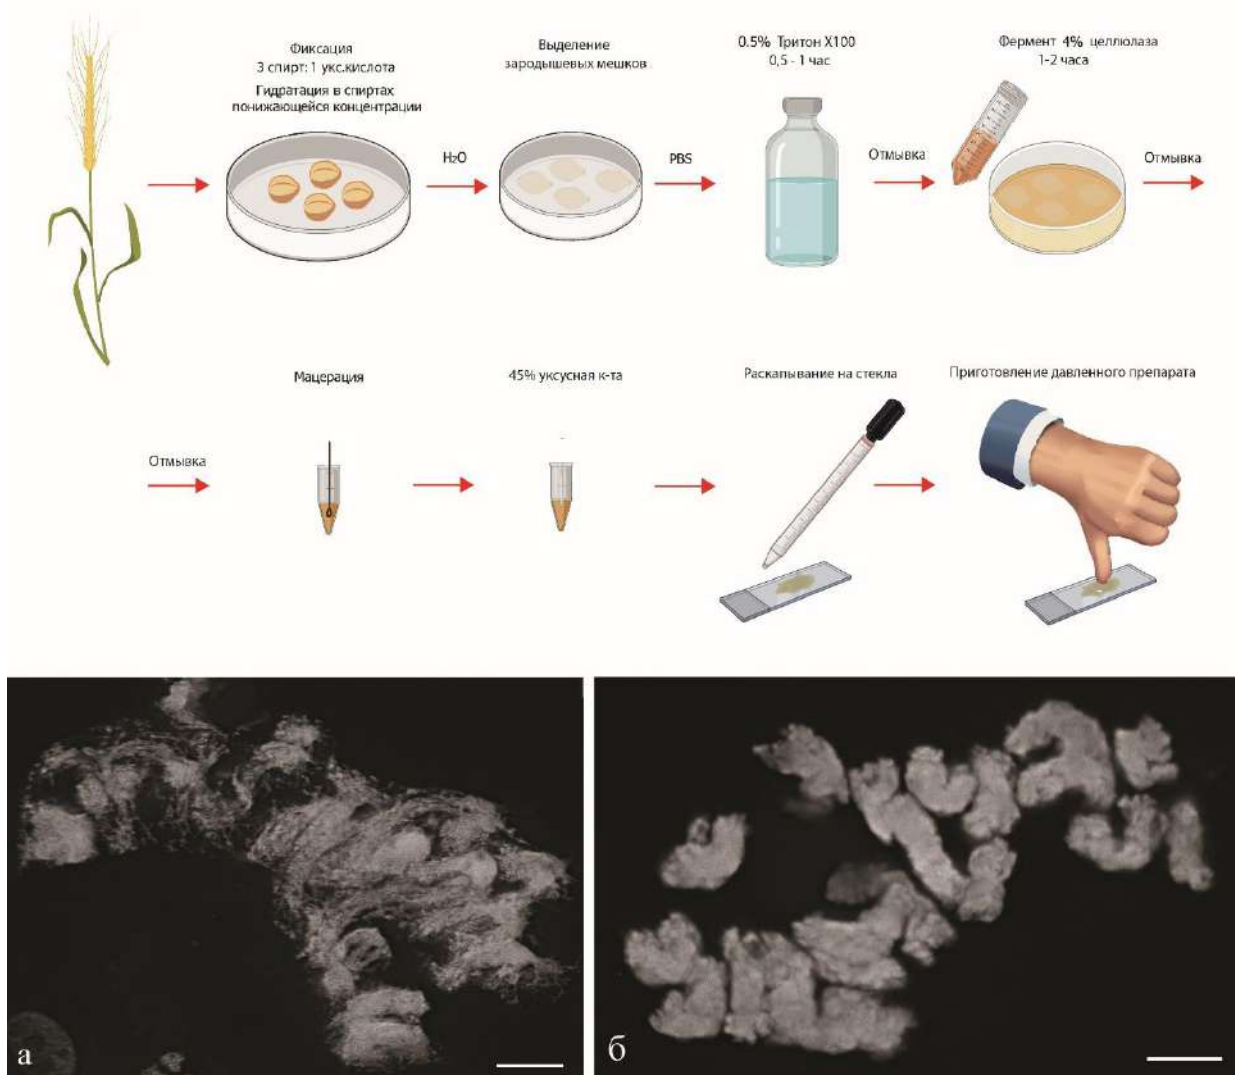 Фиксация
3 спирт: 1 укс.кислота
Гидратация в спиртах
понижающейся концентрации
H₂O
Выделение
зародышевых мешков
PBS
0.5% Тритон X100
0,5 - 1 час
Отмывка
Фермент 4% целлюлаза
1-2 часа
Отмывка
Отмывка
Мацерация
45% уксусная к-та
Раскапывание на стекла
Приготовление давленного препарата
а
б